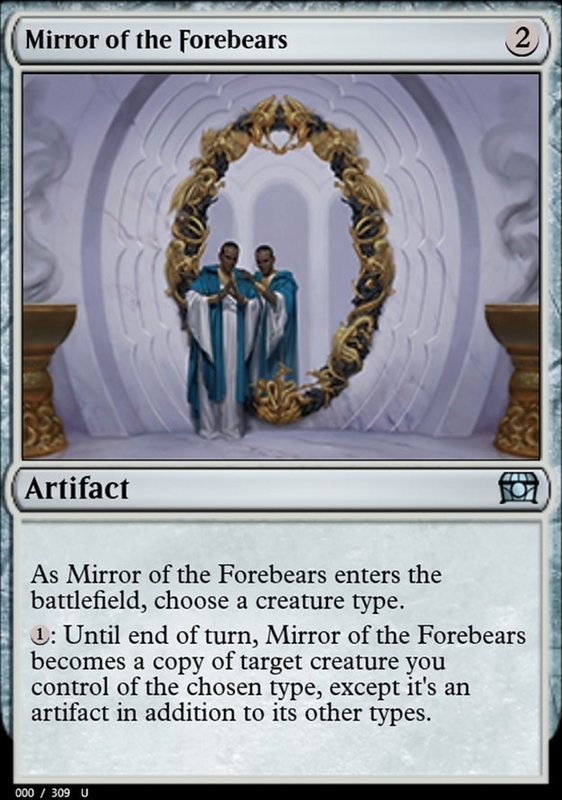 Mirror of the Forebears 2
Artifact
As Mirror of the Forebears enters the
battlefield, choose a creature type.
1: Until end of turn, Mirror of the Forebears
becomes a copy of target creature you
control of the chosen type, except it's an
artifact in addition to its other types.
000 / 309 U